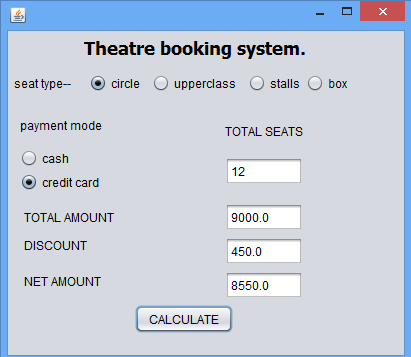 Theatre booking system.
seat type-- circle upperclass stalls box
payment mode
TOTAL SEATS
cash
12
credit card
TOTAL AMOUNT 9000.0
DISCOUNT 450.0
NET AMOUNT 8550.0
CALCULATE